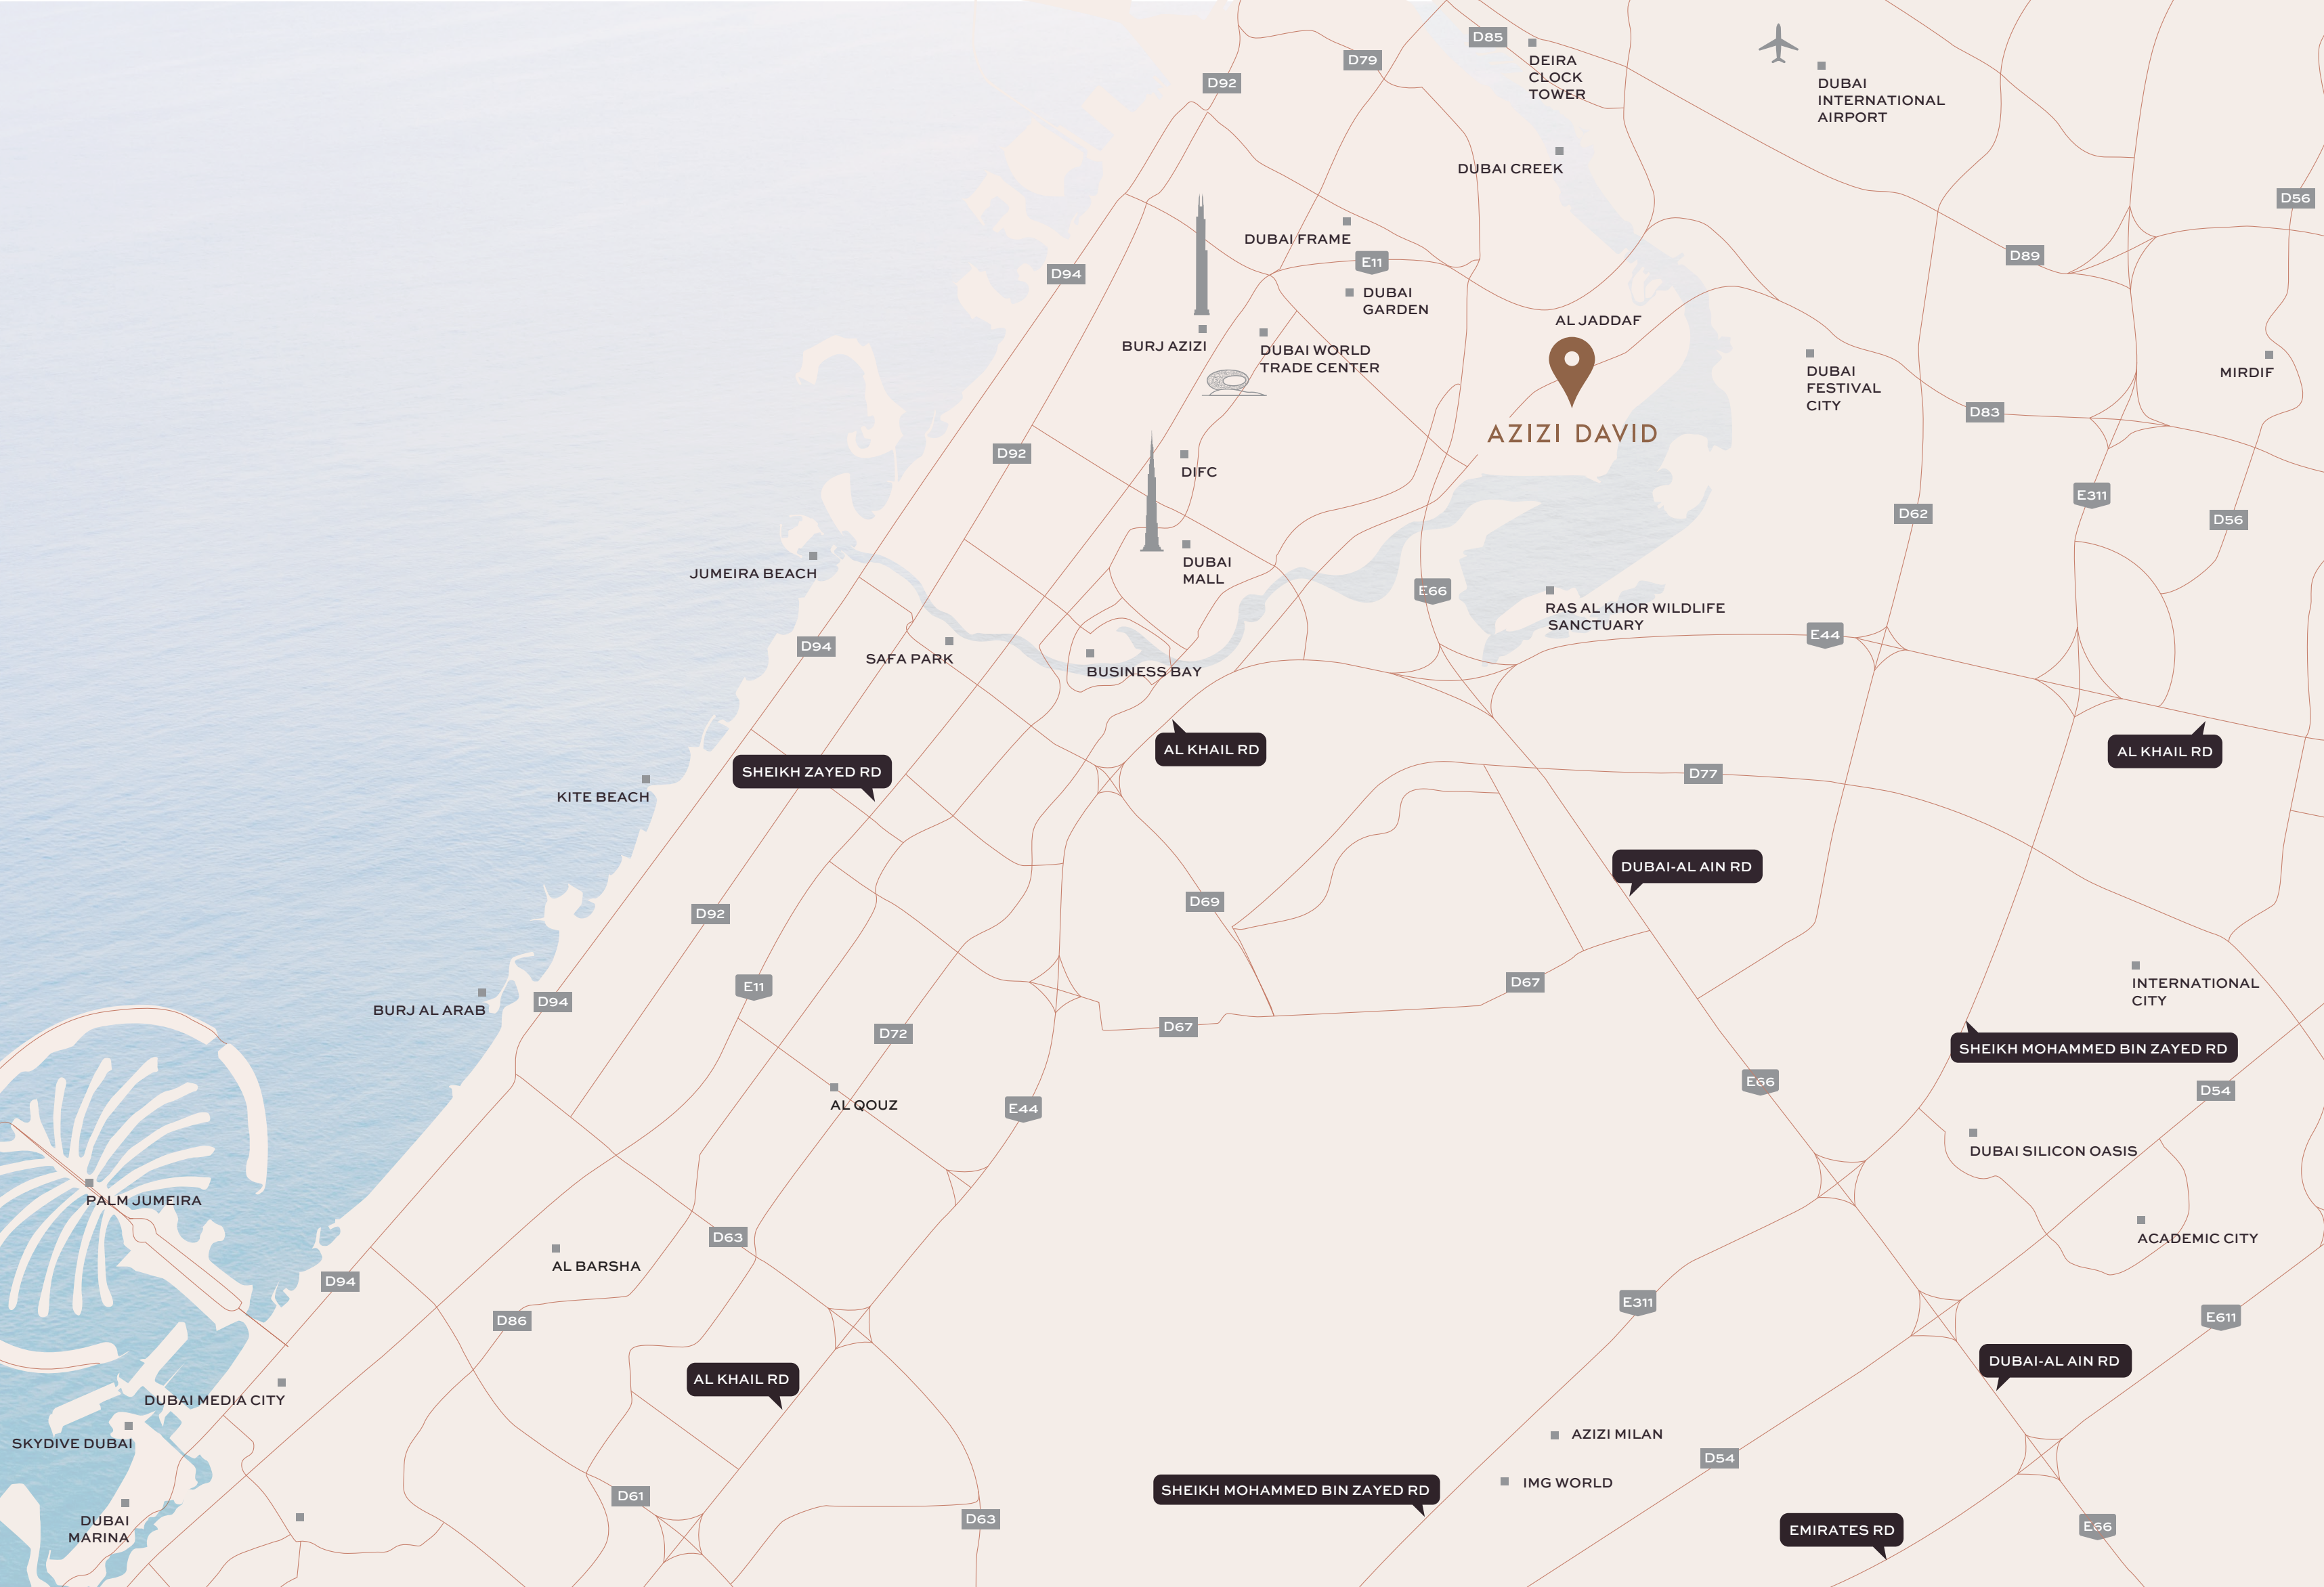 D85
DEIRA
CLOCK
TOWER
D79
D92
DUBAI
INTERNATIONAL
AIRPORT
DUBAI CREEK
D56
DUBAI FRAME
E11
D89
D94
DUBAI
GARDEN
AL JADDAF
BURJ AZIZI
DUBAI WORLD
TRADE CENTER
DUBAI
FESTIVAL
CITY
MIRDIF
D83
AZIZI DAVID
D92
DIFC
E311
D62
D56
JUMEIRA BEACH
DUBAI
MALL
E66
RAS AL KHOR WILDLIFE
SANCTUARY
E44
D94
SAFA PARK
BUSINESS BAY
AL KHAIL RD
AL KHAIL RD
SHEIKH ZAYED RD
D77
KITE BEACH
DUBAI-AL AIN RD
D69
D92
INTERNATIONAL
CITY
D67
E11
D94
BURJ AL ARAB
D67
D72
SHEIKH MOHAMMED BIN ZAYED RD
E66
D54
AL QOUZ
E44
DUBAI SILICON OASIS
PALM JUMEIRA
D63
ACADEMIC CITY
AL BARSHA
D94
E311
D86
E611
DUBAI-AL AIN RD
AL KHAIL RD
DUBAI MEDIA CITY
AZIZI MILAN
SKYDIVE DUBAI
D54
IMG WORLD
SHEIKH MOHAMMED BIN ZAYED RD
D61
DUBAI
MARINA
D63
EMIRATES RD
E66